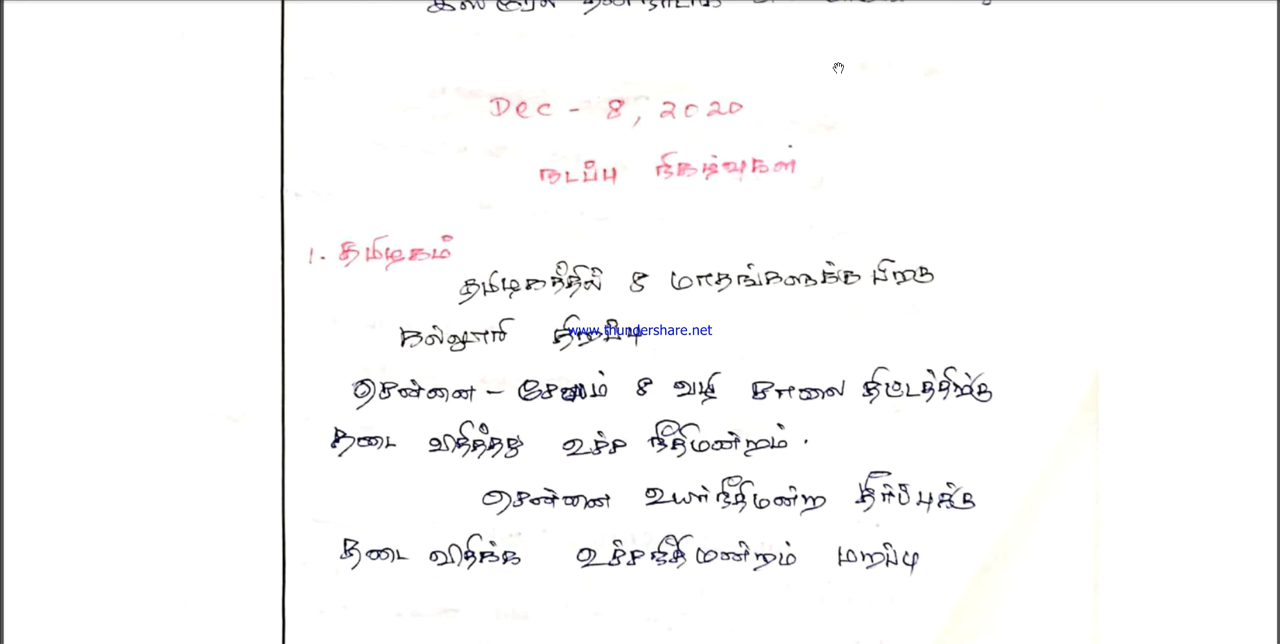 இஸ்ரேல்
Dec - 8, 2020
நடப்பு நிகழ்வுகள்
1. தமிழகம்
தமிழகத்தில் 8 மாதங்களுக்கு பிறகு
கல்லூரி திறப்பு
www.thundershare.net
சென்னை - சேலம் 8 வழி சாலை திட்டத்திற்கு
தடை விதித்தது உச்ச நீதிமன்றம்.
சென்னை உயர்நீதிமன்ற தீர்ப்புக்கு
தடை விதிக்க உச்சநீதிமன்றம் மறுப்பு